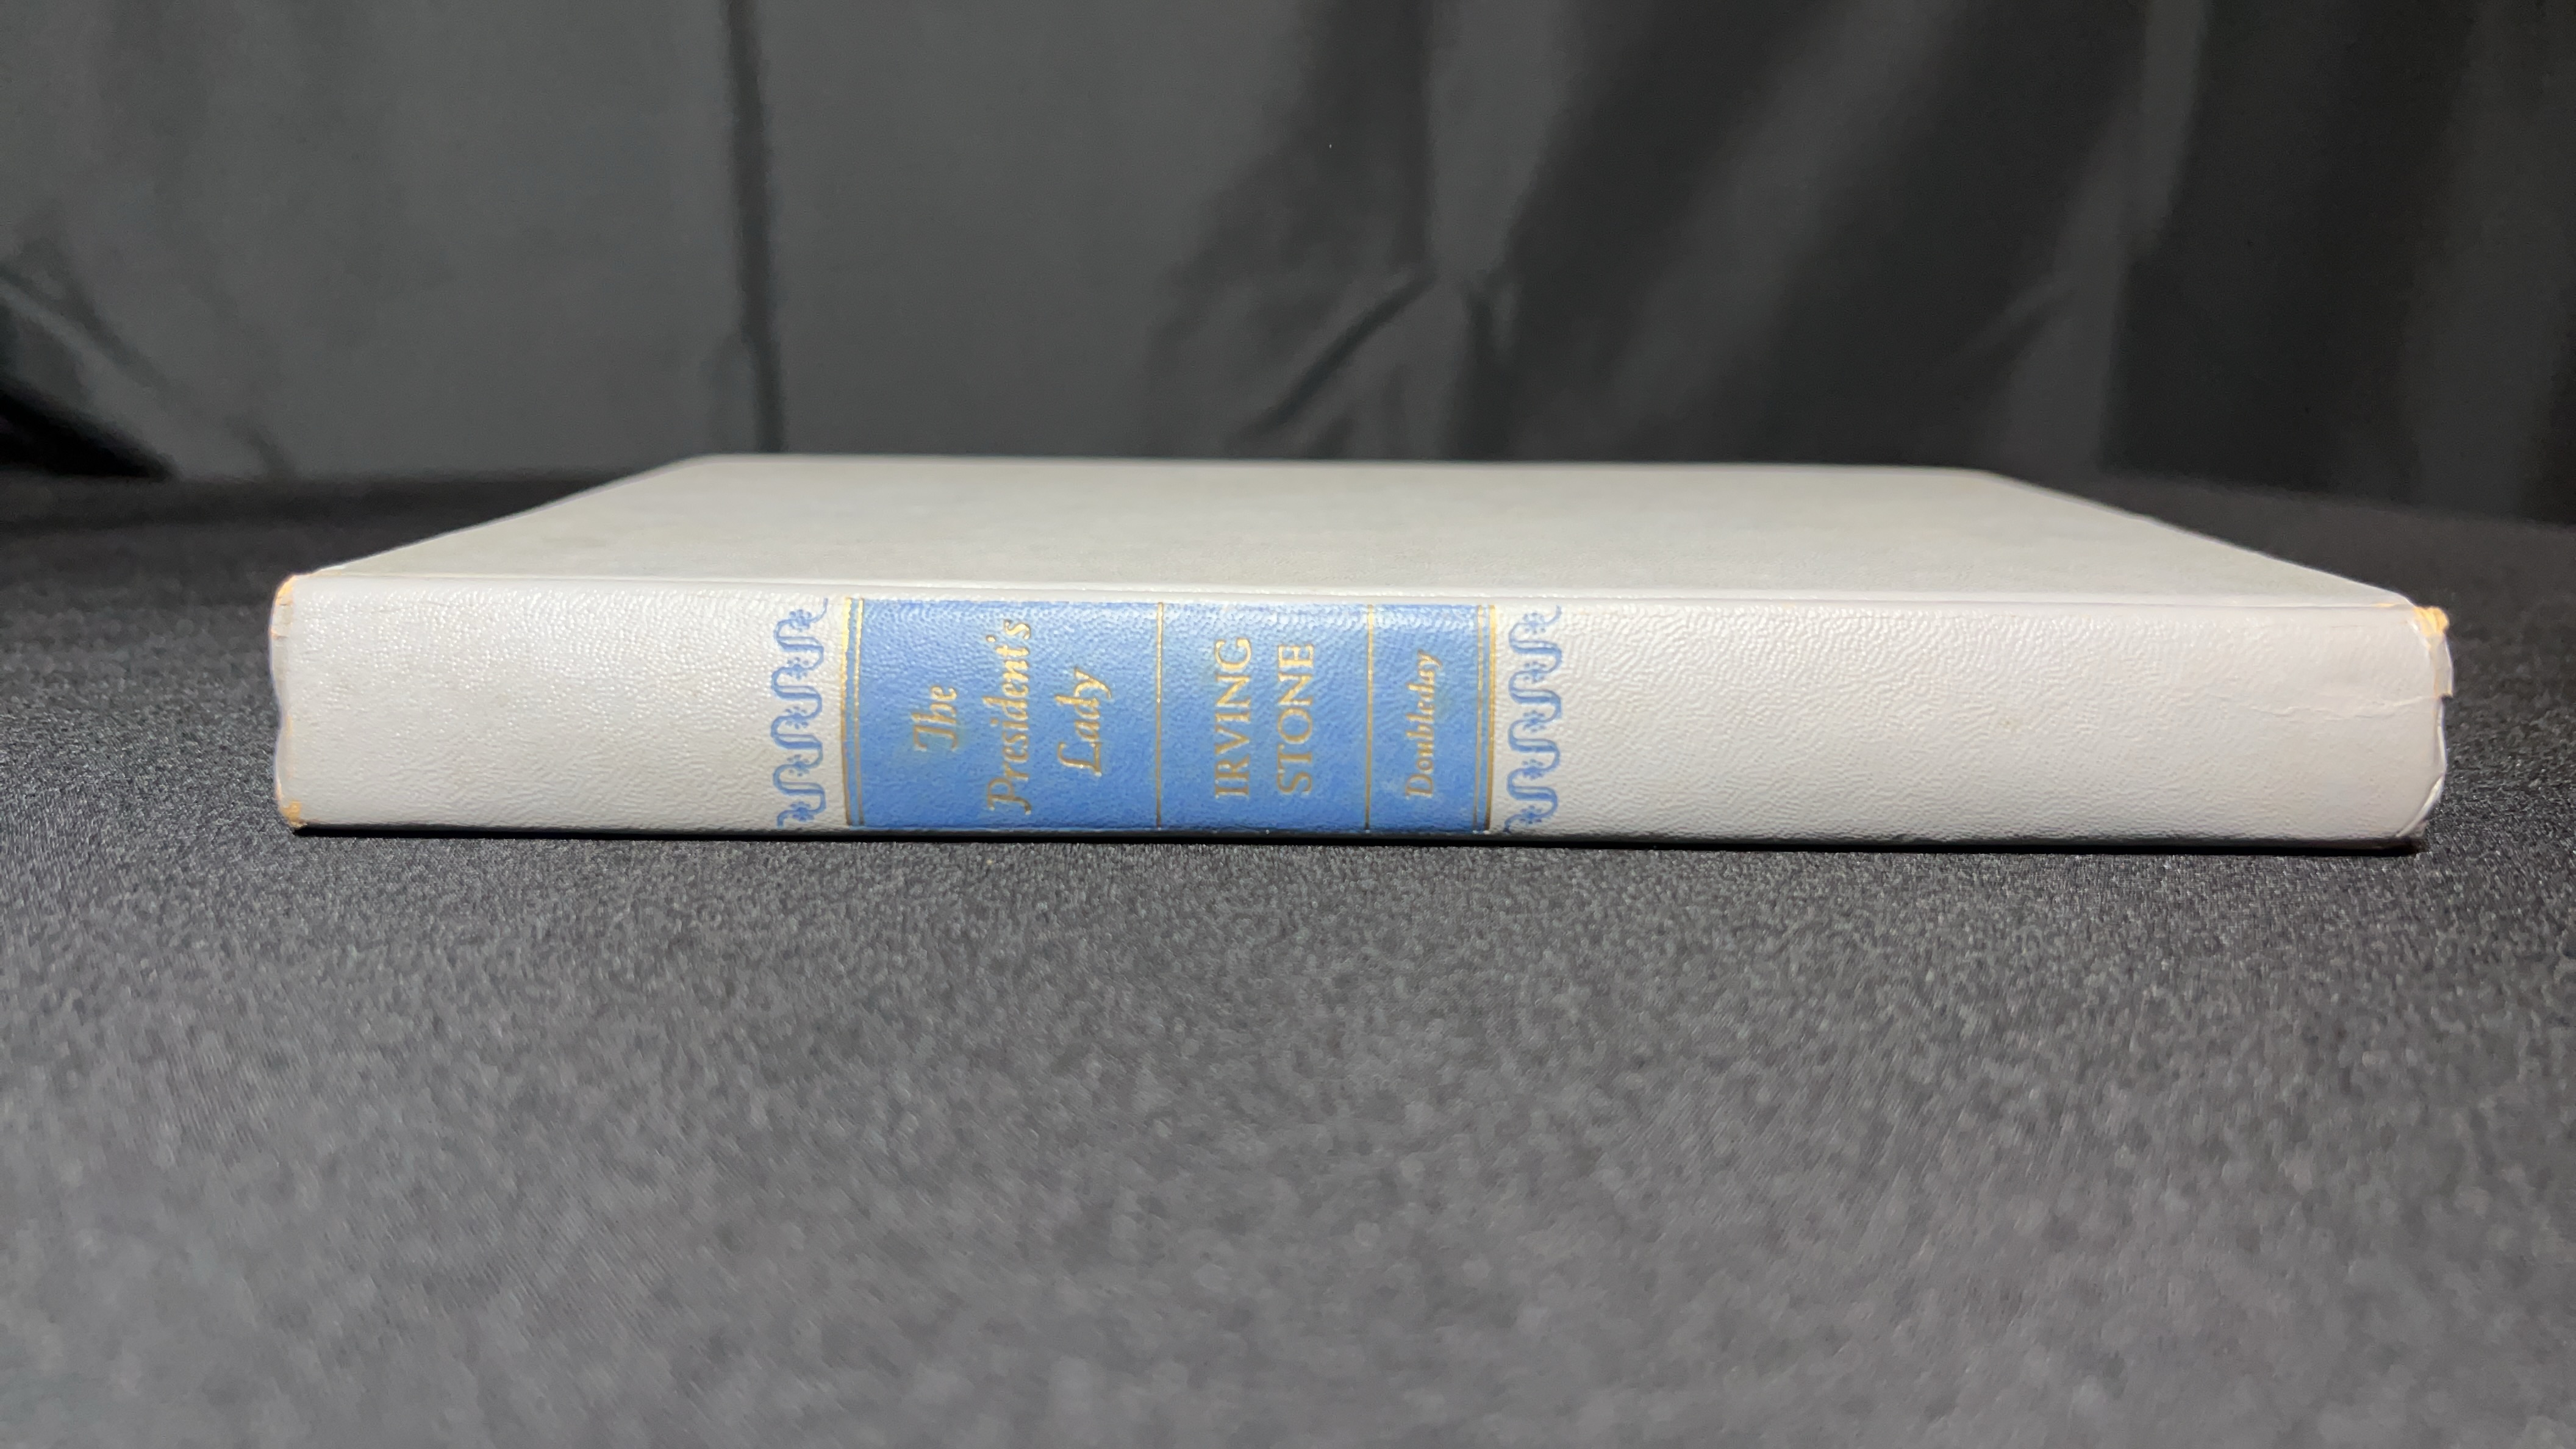 The
President's
Lady
IRVING
STONE
Doubleday